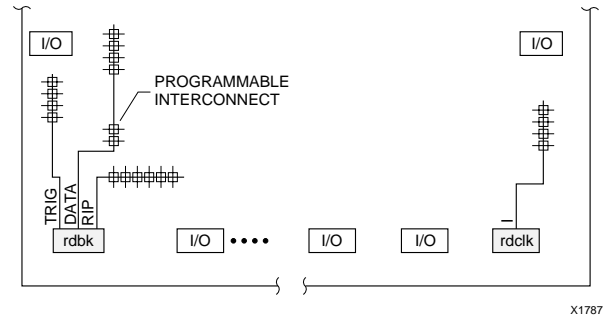 I/O
I/O
PROGRAMMABLE
INTERCONNECT
TRIG
DATA
RIP
I
rdbk
I/O
I/O
I/O
rdclk
X1787